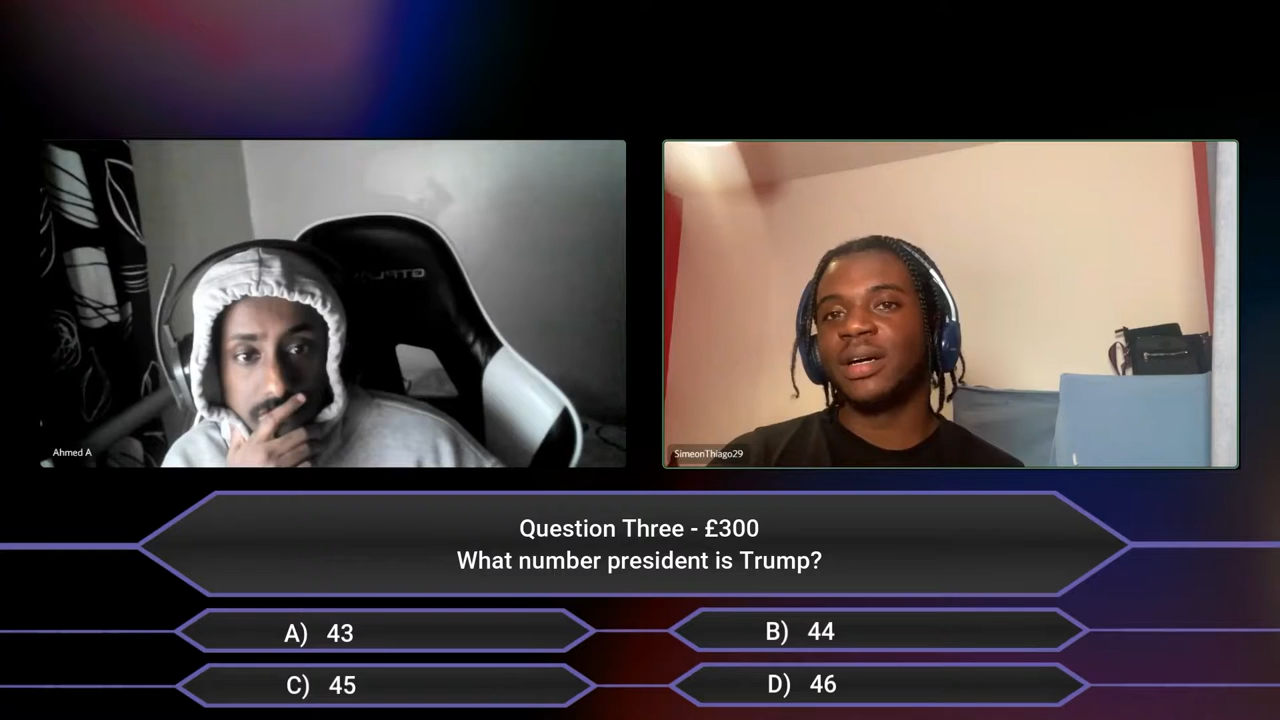 Ahmed A
SimeonThiago29
Question Three - £300
What number president is Trump?
A) 43
B) 44
C) 45
D) 46